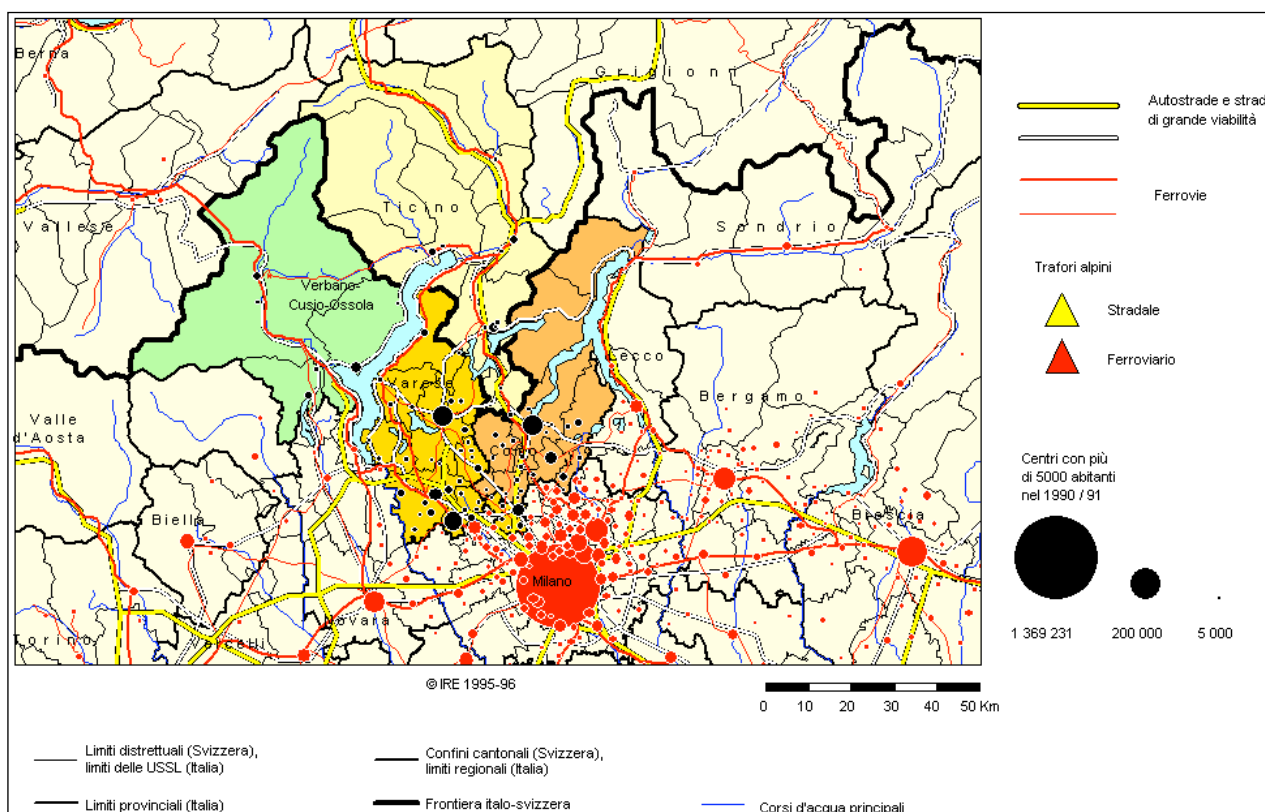 Berna
Grigioni
Ticino
Vallese
Sondrio
Verbano-
Cusio-Ossola
Lecco
Varese
Bergamo
Valle
d'Aosta
Como
Biella
Brescia
Milano
Novara
Torino
Vercelli
© IRE 1995-96
0 10 20 30 40 50 Km
Autostrade e strad
di grande viabilità
Ferrovie
Trafori alpini
Stradale
Ferroviario
Centri con più
di 5000 abitanti
nel 1990 / 91
1 369 231 200 000 5 000
Limiti distrettuali (Svizzera),
limiti delle USSL (Italia)
Confini cantonali (Svizzera),
limiti regionali (Italia)
Limiti provinciali (Italia)
Frontiera italo-svizzera
Corsi d'acqua principali